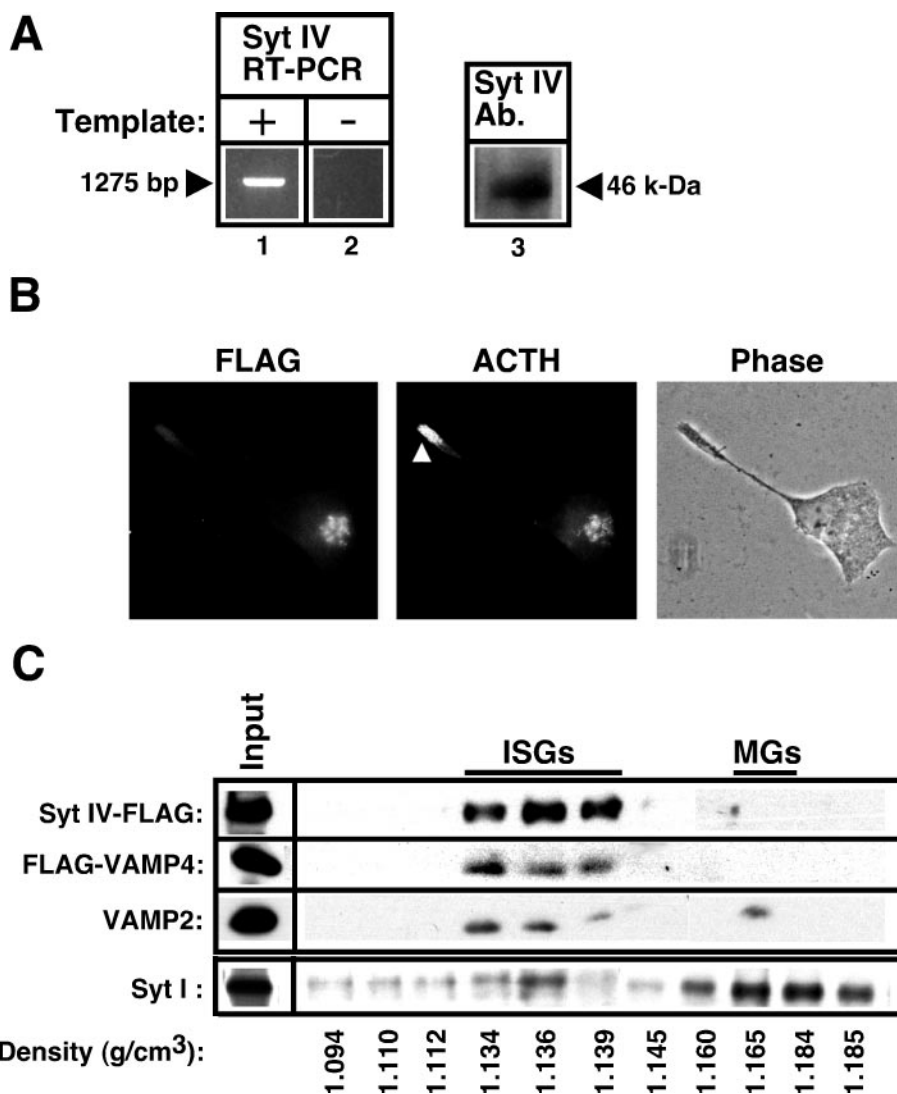 A
Syt IV
RT-PCR
Template: + -
1275 bp
1 2
Syt IV
Ab.
46 k-Da
3
B
FLAG ACTH Phase
C
Input ISGs MGs
Syt IV-FLAG:
FLAG-VAMP4:
VAMP2:
Syt I :
Density (g/cm3): 1.094 1.110 1.112 1.134 1.136 1.139 1.145 1.160 1.165 1.184 1.185